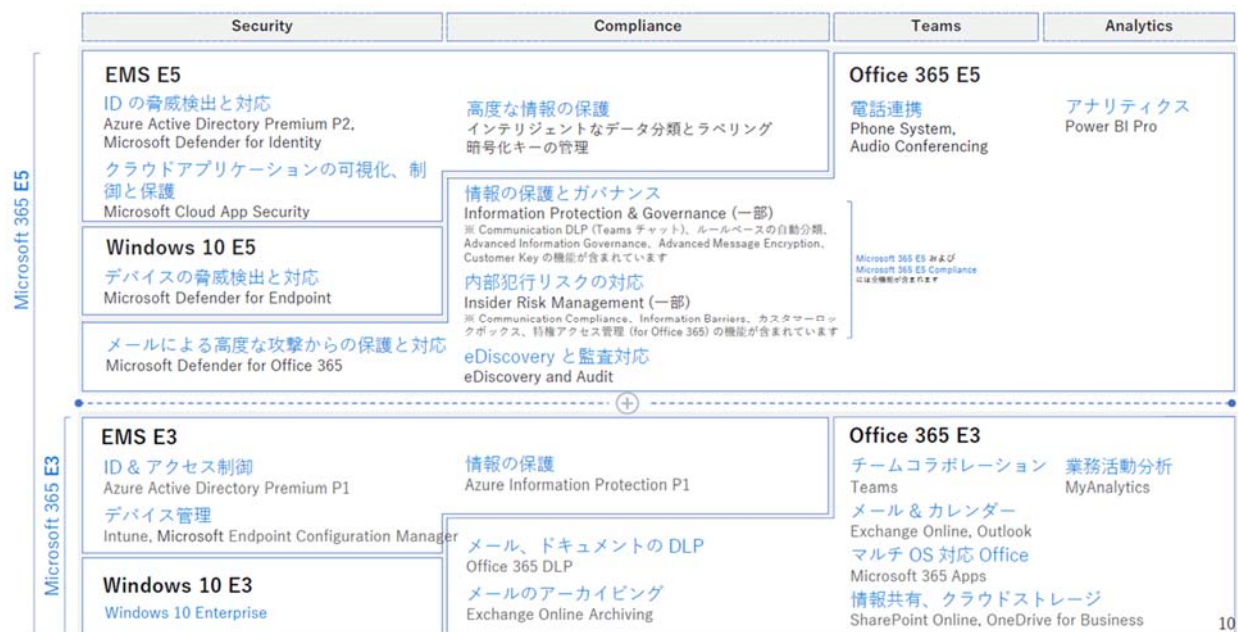 Security
Compliance
Teams
Analytics
Microsoft 365 E5
EMS E5
ID の脅威検出と対応
Azure Active Directory Premium P2,
Microsoft Defender for Identity
クラウドアプリケーションの可視化、制
御と保護
Microsoft Cloud App Security
高度な情報の保護
インテリジェントなデータ分類とラベリング
暗号化キーの管理
Windows 10 E5
デバイスの脅威検出と対応
Microsoft Defender for Endpoint
メールによる高度な攻撃からの保護と対応
Microsoft Defender for Office 365
情報の保護とガバナンス
Information Protection & Governance (一部)
※ Communication DLP (Teams チャット)、ルールベースの自動分類、
Advanced Information Governance、Advanced Message Encryption、
Customer Key の機能が含まれています
内部犯行リスクの対応
Insider Risk Management (一部)
※ Communication Compliance、Information Barriers、カスタマーロッ
クボックス、特権アクセス管理 (for Office 365) の機能が含まれています
eDiscovery と監査対応
eDiscovery and Audit
Office 365 E5
電話連携
Phone System,
Audio Conferencing
アナリティクス
Power BI Pro
Microsoft 365 E5 および
Microsoft 365 E5 Compliance
には全機能が含まれます
Microsoft 365 E3
EMS E3
ID & アクセス制御
Azure Active Directory Premium P1
デバイス管理
Intune, Microsoft Endpoint Configuration Manager
情報の保護
Azure Information Protection P1
Windows 10 E3
Windows 10 Enterprise
メール、ドキュメントの DLP
Office 365 DLP
メールのアーカイビング
Exchange Online Archiving
Office 365 E3
チームコラボレーション
Teams
業務活動分析
MyAnalytics
メール & カレンダー
Exchange Online, Outlook
マルチ OS 対応 Office
Microsoft 365 Apps
情報共有、クラウドストレージ
SharePoint Online, OneDrive for Business
10